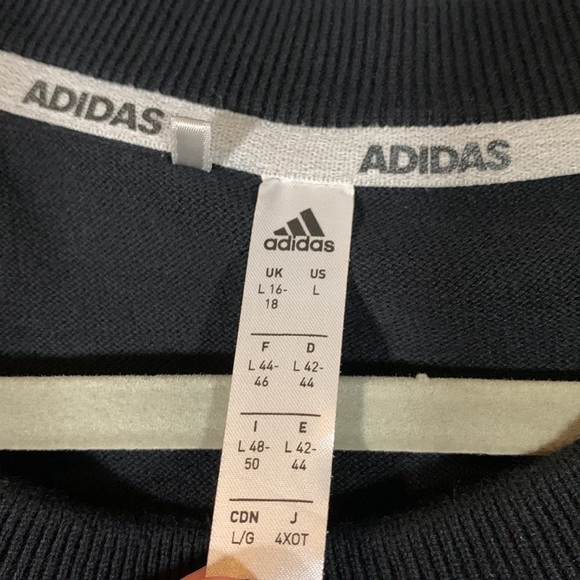 ADIDAS ADIDAS
adidas
UK US
L 16- L
18
F D
L 44- L 42-
46 44
I E
L 48- L 42-
50 44
CDN J
L/G 4XOT